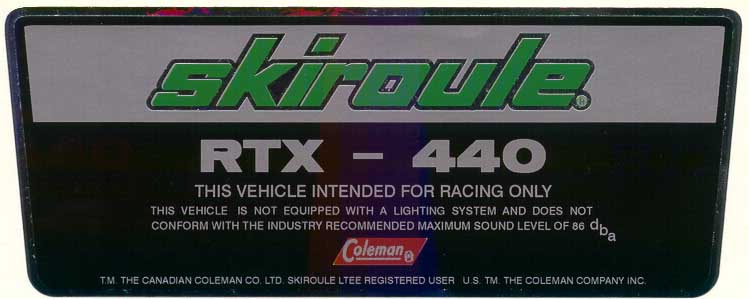 skiroule®
RTX - 440
THIS VEHICLE INTENDED FOR RACING ONLY
THIS VEHICLE IS NOT EQUIPPED WITH A LIGHTING SYSTEM AND DOES NOT
CONFORM WITH THE INDUSTRY RECOMMENDED MAXIMUM SOUND LEVEL OF 86 dba
Coleman®
T.M. THE CANADIAN COLEMAN CO. LTD. SKIROULE LTEE REGISTERED USER U.S. TM. THE COLEMAN COMPANY INC.